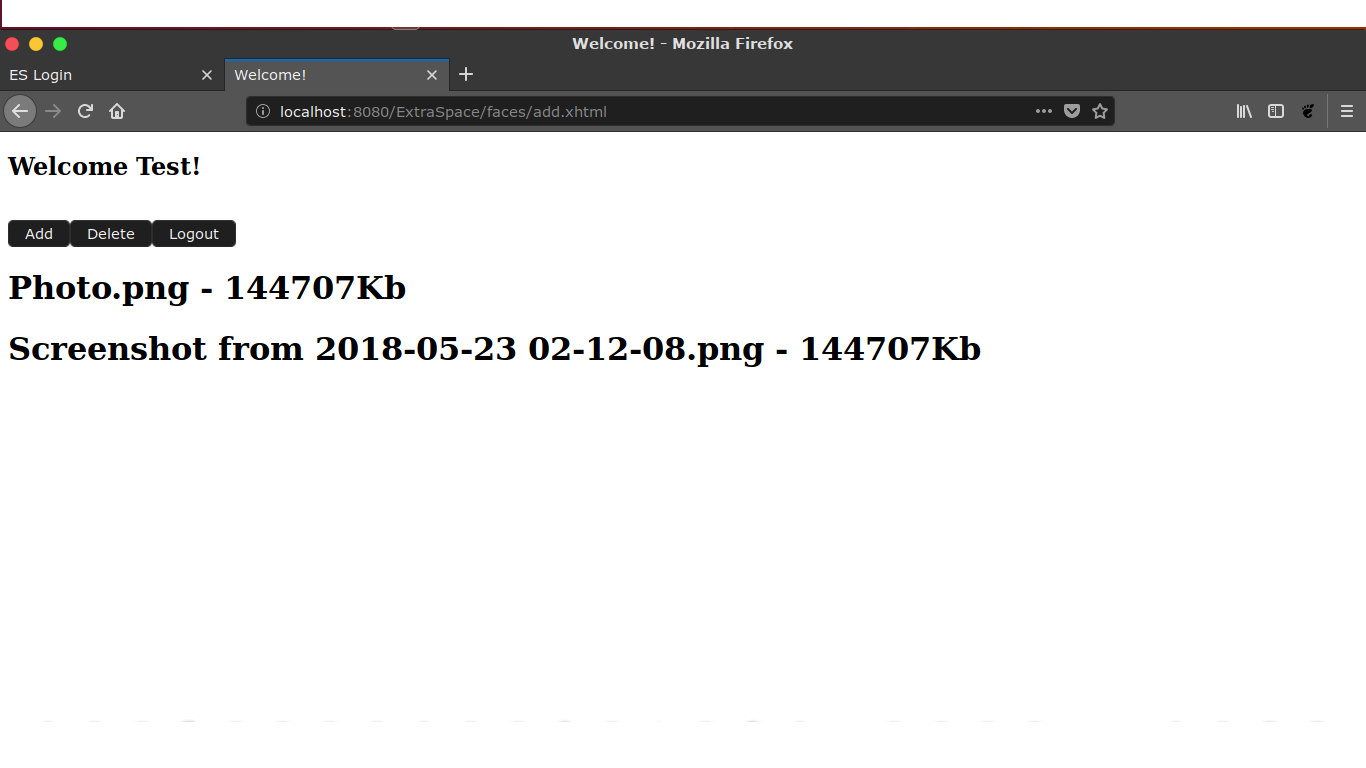 Welcome! - Mozilla Firefox
ES Login
Welcome!
localhost:8080/ExtraSpace/faces/add.xhtml
Welcome Test!
Add Delete Logout
Photo.png - 144707Kb
Screenshot from 2018-05-23 02-12-08.png - 144707Kb